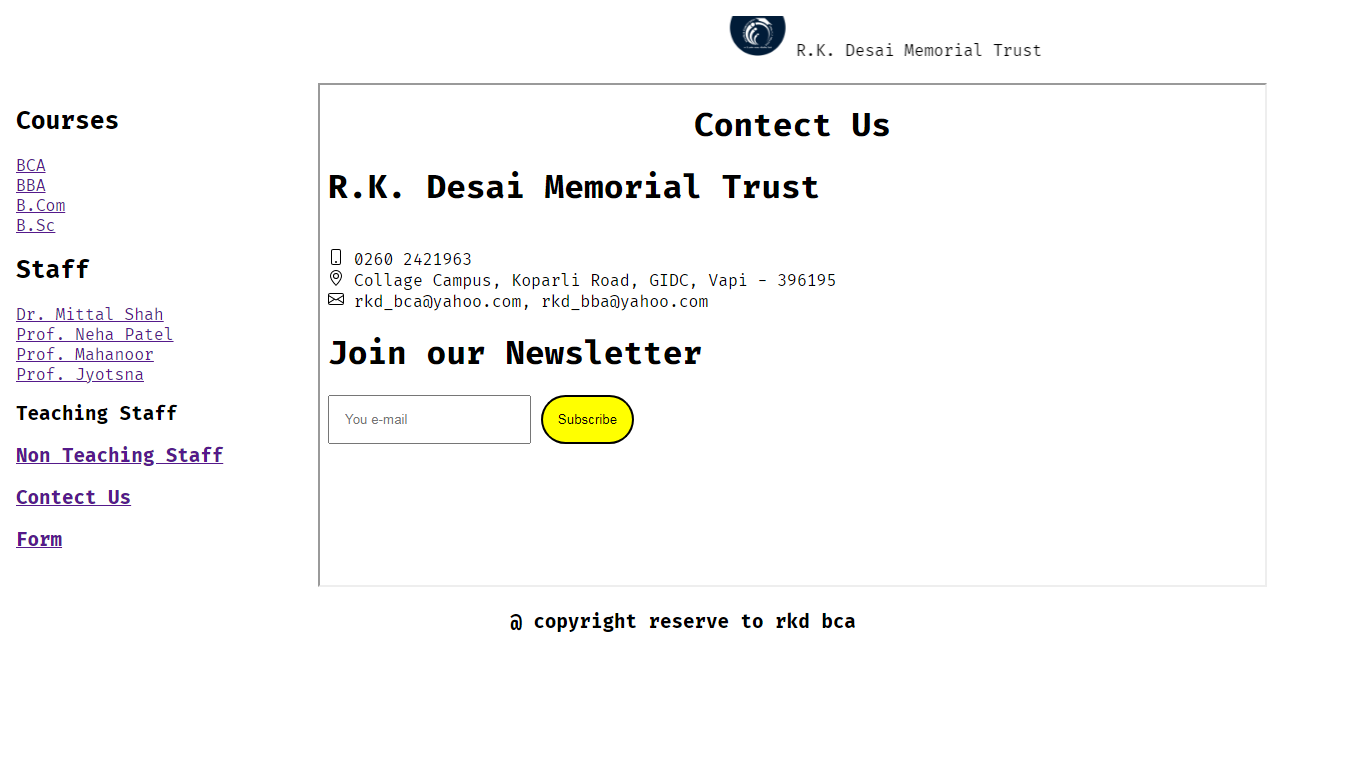 R.K. Desai Memorial Trust
Courses
BCA
BBA
B.Com
B.Sc
Staff
Dr. Mittal Shah
Prof. Neha Patel
Prof. Mahanoor
Prof. Jyotsna
Teaching Staff
Non Teaching Staff
Contect Us
Form
Contect Us
R.K. Desai Memorial Trust
0260 2421963
Collage Campus, Koparli Road, GIDC, Vapi - 396195
rkd_bca@yahoo.com, rkd_bba@yahoo.com
Join our Newsletter
You e-mail
Subscribe
@ copyright reserve to rkd bca